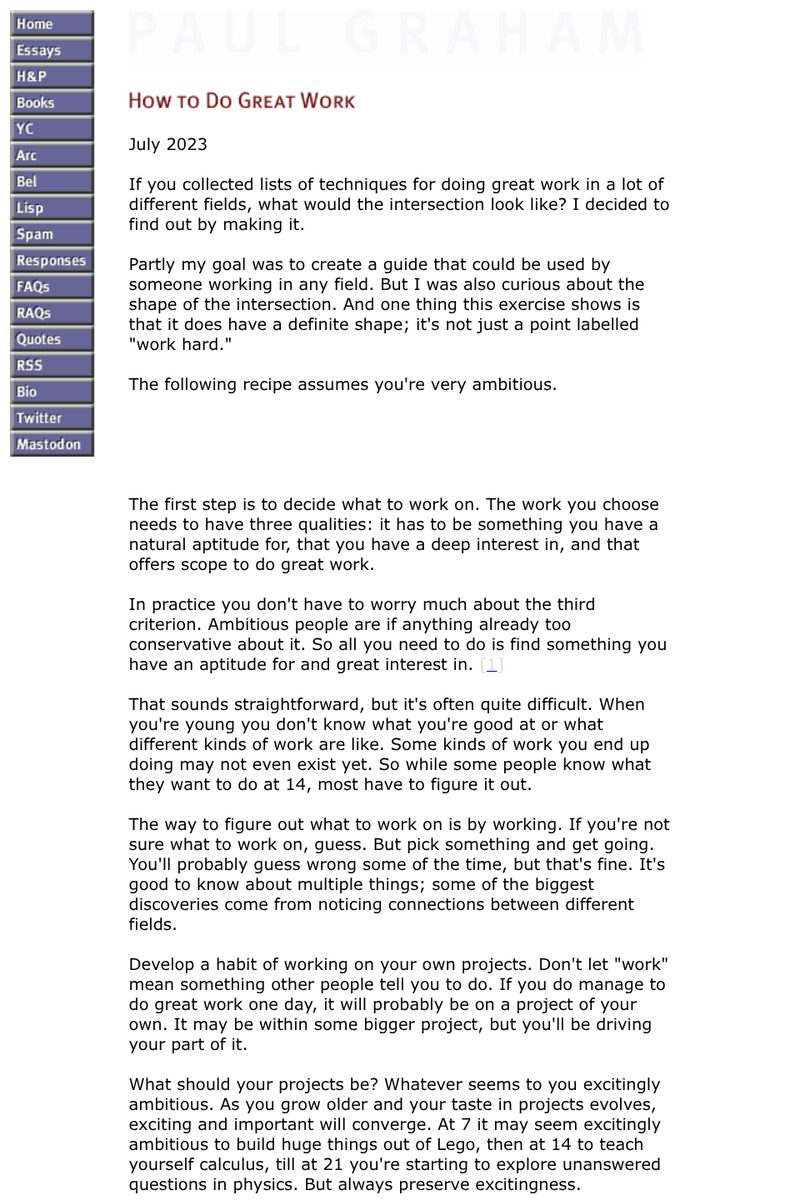 PAUL GRAHAM
Home
Essays
H&P
Books
YC
Arc
Bel
Lisp
Spam
Responses
FAQs
RAQs
Quotes
RSS
Bio
Twitter
Mastodon
How to Do Great Work
July 2023
If you collected lists of techniques for doing great work in a lot of
different fields, what would the intersection look like? I decided to
find out by making it.
Partly my goal was to create a guide that could be used by
someone working in any field. But I was also curious about the
shape of the intersection. And one thing this exercise shows is
that it does have a definite shape; it's not just a point labelled
"work hard."
The following recipe assumes you're very ambitious.
The first step is to decide what to work on. The work you choose
needs to have three qualities: it has to be something you have a
natural aptitude for, that you have a deep interest in, and that
offers scope to do great work.
In practice you don't have to worry much about the third
criterion. Ambitious people are if anything already too
conservative about it. So all you need to do is find something you
have an aptitude for and great interest in. [1]
That sounds straightforward, but it's often quite difficult. When
you're young you don't know what you're good at or what
different kinds of work are like. Some kinds of work you end up
doing may not even exist yet. So while some people know what
they want to do at 14, most have to figure it out.
The way to figure out what to work on is by working. If you're not
sure what to work on, guess. But pick something and get going.
You'll probably guess wrong some of the time, but that's fine. It's
good to know about multiple things; some of the biggest
discoveries come from noticing connections between different
fields.
Develop a habit of working on your own projects. Don't let "work"
mean something other people tell you to do. If you do manage to
do great work one day, it will probably be on a project of your
own. It may be within some bigger project, but you'll be driving
your part of it.
What should your projects be? Whatever seems to you excitingly
ambitious. As you grow older and your taste in projects evolves,
exciting and important will converge. At 7 it may seem excitingly
ambitious to build huge things out of Lego, then at 14 to teach
yourself calculus, till at 21 you're starting to explore unanswered
questions in physics. But always preserve excitingness.